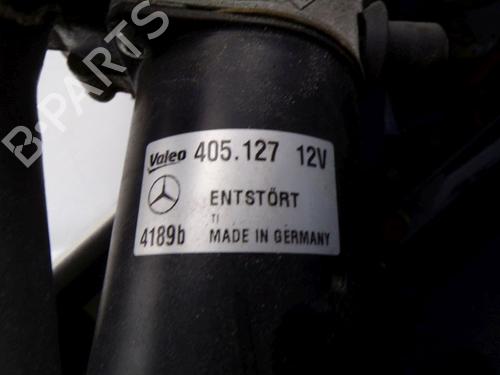 Valeo 405.127 12V
ENTSTÖRT
TI
4189b MADE IN GERMANY
B-PARTS